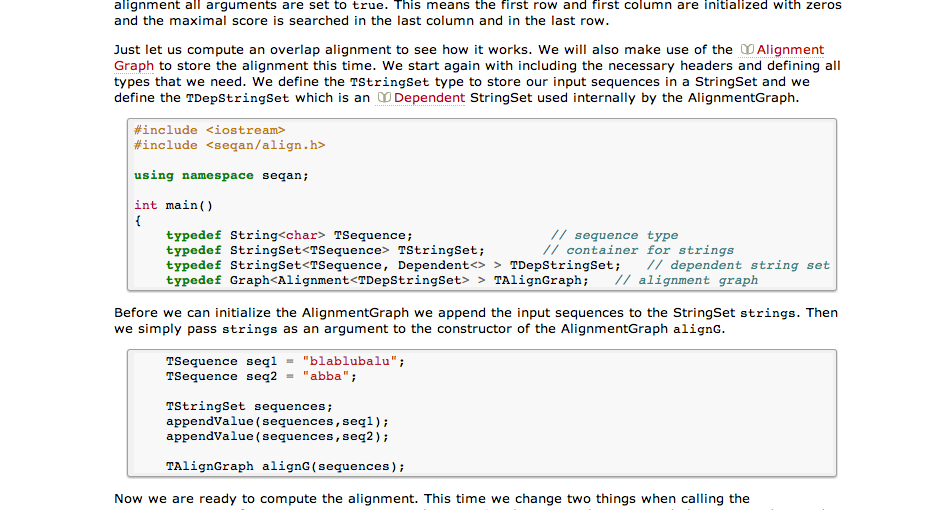 alignment all arguments are set to true. This means the first row and first column are initialized with zeros
and the maximal score is searched in the last column and in the last row.
Just let us compute an overlap alignment to see how it works. We will also make use of the Alignment
Graph to store the alignment this time. We start again with including the necessary headers and defining all
types that we need. We define the TStringSet type to store our input sequences in a StringSet and we
define the TDepStringSet which is an Dependent StringSet used internally by the AlignmentGraph.
#include <iostream>
#include <seqan/align.h>
using namespace seqan;
int main()
{
typedef String<char> TSequence; // sequence type
typedef StringSet<TSequence> TStringSet; // container for strings
typedef StringSet<TSequence, Dependent<> > TDepStringSet; // dependent string set
typedef Graph<Alignment<TDepStringSet> > TAlignGraph; // alignment graph
Before we can initialize the AlignmentGraph we append the input sequences to the StringSet strings. Then
we simply pass strings as an argument to the constructor of the AlignmentGraph alignG.
TSequence seq1 = "blablubalu";
TSequence seq2 = "abba";
TStringSet sequences;
appendValue(sequences,seq1);
appendValue(sequences,seq2);
TAlignGraph alignG(sequences);
Now we are ready to compute the alignment. This time we change two things when calling the